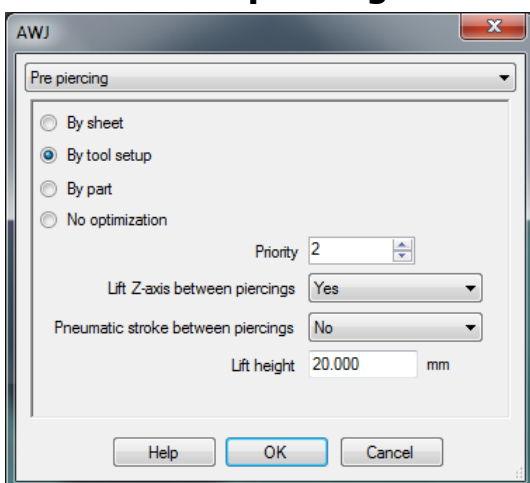 AWJ
Pre piercing
By sheet
By tool setup
By part
No optimization
Priority 2
Lift Z-axis between piercings Yes
Pneumatic stroke between piercings No
Lift height 20.000 mm
Help OK Cancel